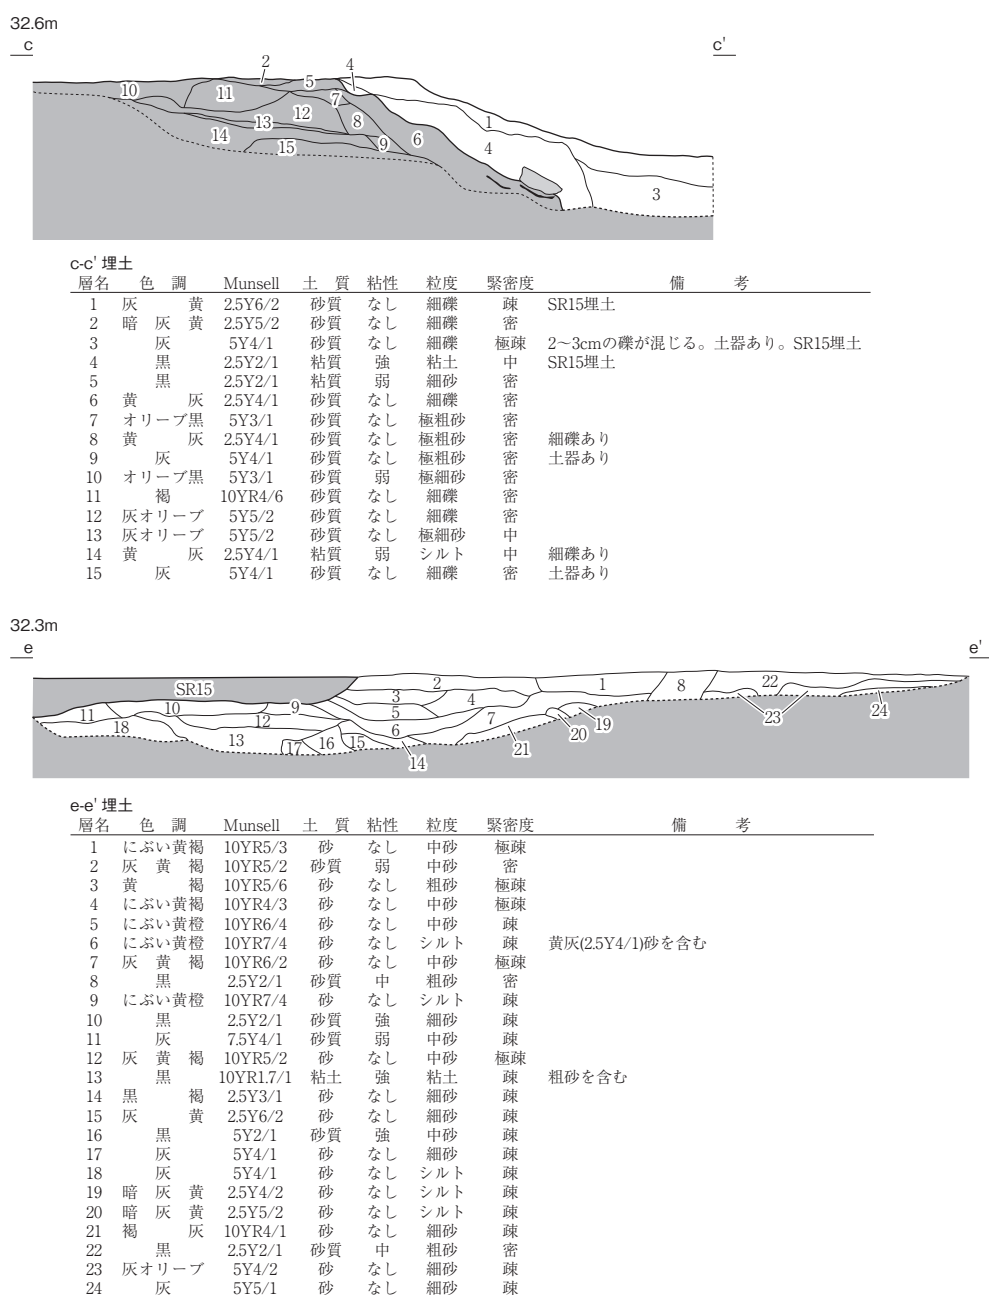 32.6m
c c'
2 4
5
10 11 7
12 1
13 8
14 6
15 9 4
3
c-c' 埋土
層名 色 調 Munsell 土 質 粘性 粒度 緊密度 備 考
1 灰 黄 2.5Y6/2 砂質 なし 細礫 疎 SR15埋土
2 暗 灰 黄 2.5Y5/2 砂質 なし 細礫 密
3 灰 5Y4/1 砂質 なし 細礫 極疎 2〜3cmの礫が混じる。土器あり。SR15埋土
4 黒 2.5Y2/1 粘質 強 粘土 中 SR15埋土
5 黒 2.5Y2/1 粘質 弱 細砂 密
6 黄 灰 2.5Y4/1 砂質 なし 細礫 密
7 オリーブ黒 5Y3/1 砂質 なし 極粗砂 密
8 黄 灰 2.5Y4/1 砂質 なし 極粗砂 密 細礫あり
9 灰 5Y4/1 砂質 なし 極粗砂 密 土器あり
10 オリーブ黒 5Y3/1 砂質 弱 極細砂 密
11 褐 10YR4/6 砂質 なし 細礫 密
12 灰オリーブ 5Y5/2 砂質 なし 細礫 密
13 灰オリーブ 5Y5/2 砂質 なし 極細砂 中
14 黄 灰 2.5Y4/1 粘質 弱 シルト 中 細礫あり
15 灰 5Y4/1 砂質 なし 細礫 密 土器あり
32.3m
e e'
SR15 2 1 8 22
3 4
11 10 9 5 7 20 19 23 24
18 12 6
13 17 16 15 14 21
e-e' 埋土
層名 色 調 Munsell 土 質 粘性 粒度 緊密度 備 考
1 にぶい黄褐 10YR5/3 砂 なし 中砂 極疎
2 灰 黄 褐 10YR5/2 砂質 弱 中砂 密
3 黄 褐 10YR5/6 砂 なし 粗砂 極疎
4 にぶい黄褐 10YR4/3 砂 なし 中砂 極疎
5 にぶい黄橙 10YR6/4 砂 なし 中砂 疎
6 にぶい黄橙 10YR7/4 砂 なし シルト 疎 黄灰(2.5Y4/1)砂を含む
7 灰 黄 褐 10YR6/2 砂 なし 中砂 極疎
8 黒 2.5Y2/1 砂質 中 粗砂 密
9 にぶい黄橙 10YR7/4 砂 なし シルト 疎
10 黒 2.5Y2/1 砂質 強 細砂 疎
11 灰 7.5Y4/1 砂質 弱 中砂 疎
12 灰 黄 褐 10YR5/2 砂 なし 中砂 極疎
13 黒 10YR1.7/1 粘土 強 粘土 疎 粗砂を含む
14 黒 褐 2.5Y3/1 砂 なし 細砂 疎
15 灰 黄 2.5Y6/2 砂 なし 細砂 疎
16 黒 5Y2/1 砂質 強 中砂 疎
17 灰 5Y4/1 砂 なし 細砂 疎
18 灰 5Y4/1 砂 なし シルト 疎
19 暗 灰 黄 2.5Y4/2 砂 なし シルト 疎
20 暗 灰 黄 2.5Y5/2 砂 なし シルト 疎
21 褐 灰 10YR4/1 砂 なし 細砂 疎
22 黒 2.5Y2/1 砂質 中 粗砂 密
23 灰オリーブ 5Y4/2 砂 なし 細砂 疎
24 灰 5Y5/1 砂 なし 細砂 疎